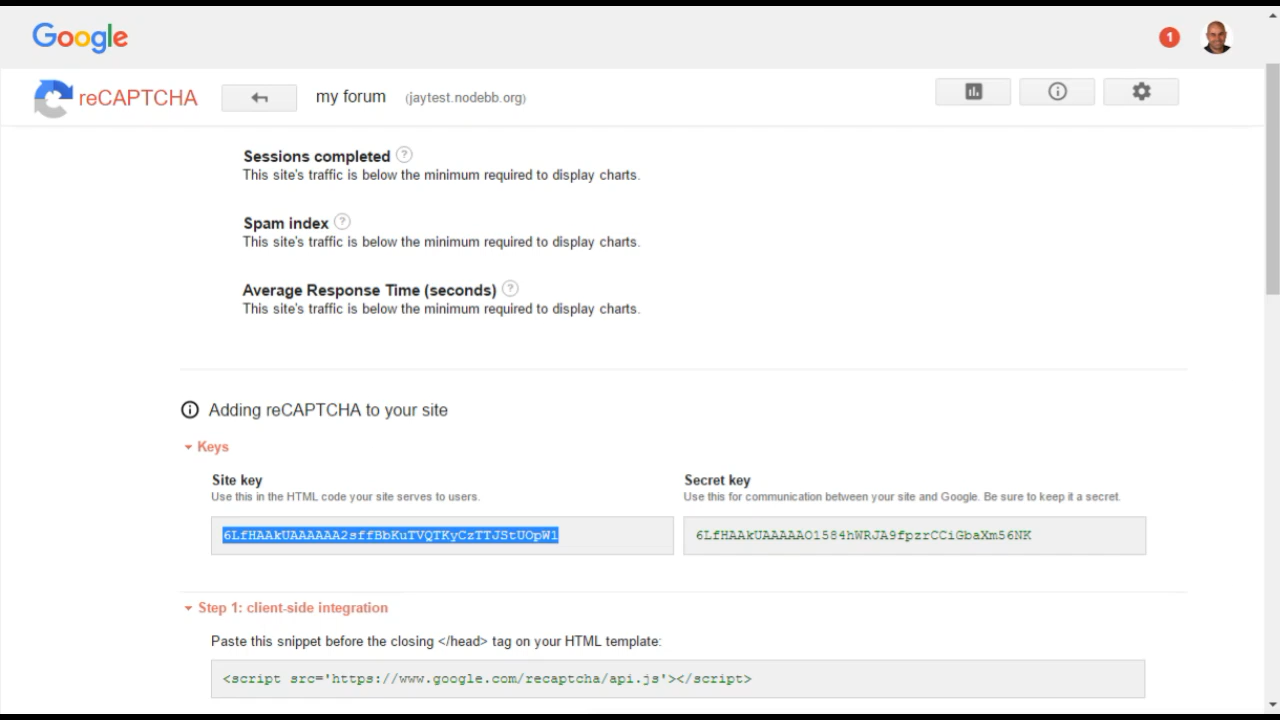 Google
1
reCAPTCHA
my forum (jaytest.nodebb.org)
Sessions completed ?
This site's traffic is below the minimum required to display charts.
Spam index ?
This site's traffic is below the minimum required to display charts.
Average Response Time (seconds) ?
This site's traffic is below the minimum required to display charts.
Adding reCAPTCHA to your site
Keys
Site key
Use this in the HTML code your site serves to users.
6LfHAAkUAAAAAA2sffBbKuTVQTKyCzTTJStUOpW1
Secret key
Use this for communication between your site and Google. Be sure to keep it a secret.
6LfHAAkUAAAAAO1584hWRJA9fpzrCCiGbaXm56NK
Step 1: client-side integration
Paste this snippet before the closing </head> tag on your HTML template:
<script src='https://www.google.com/recaptcha/api.js'></script>